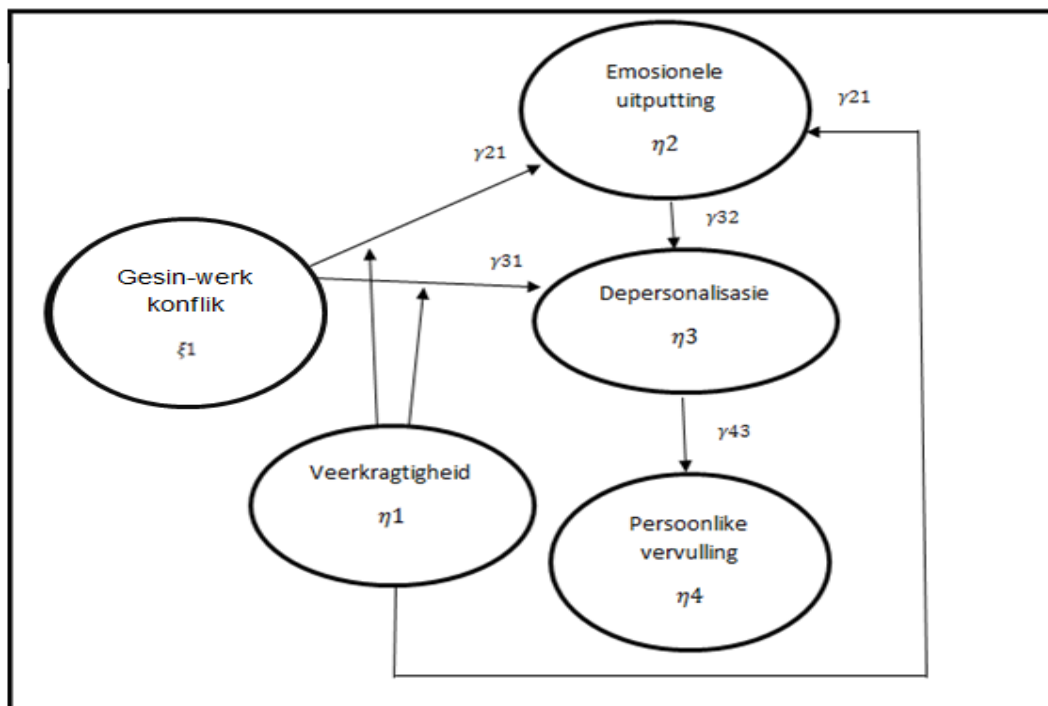 Emosionele
uitputting
η2
γ21
γ21
γ32
Gesin-werk
konflik
ξ1
γ31
Depersonalisasie
η3
γ43
Veerkragtigheid
η1
Persoonlike
vervulling
η4